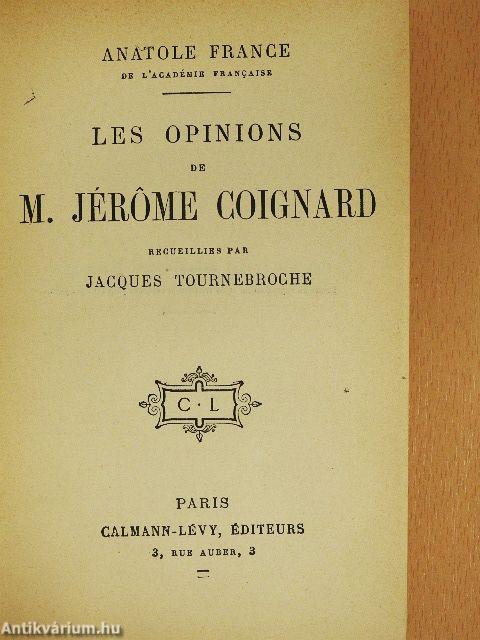 ANATOLE FRANCE
DE L'ACADÉMIE FRANÇAISE
LES OPINIONS
DE
M. JÉRÔME COIGNARD
RECUEILLIES PAR
JACQUES TOURNEBROCHE
C · L
PARIS
CALMANN-LÉVY, ÉDITEURS
3, RUE AUBER, 3
Antikvárium.hu